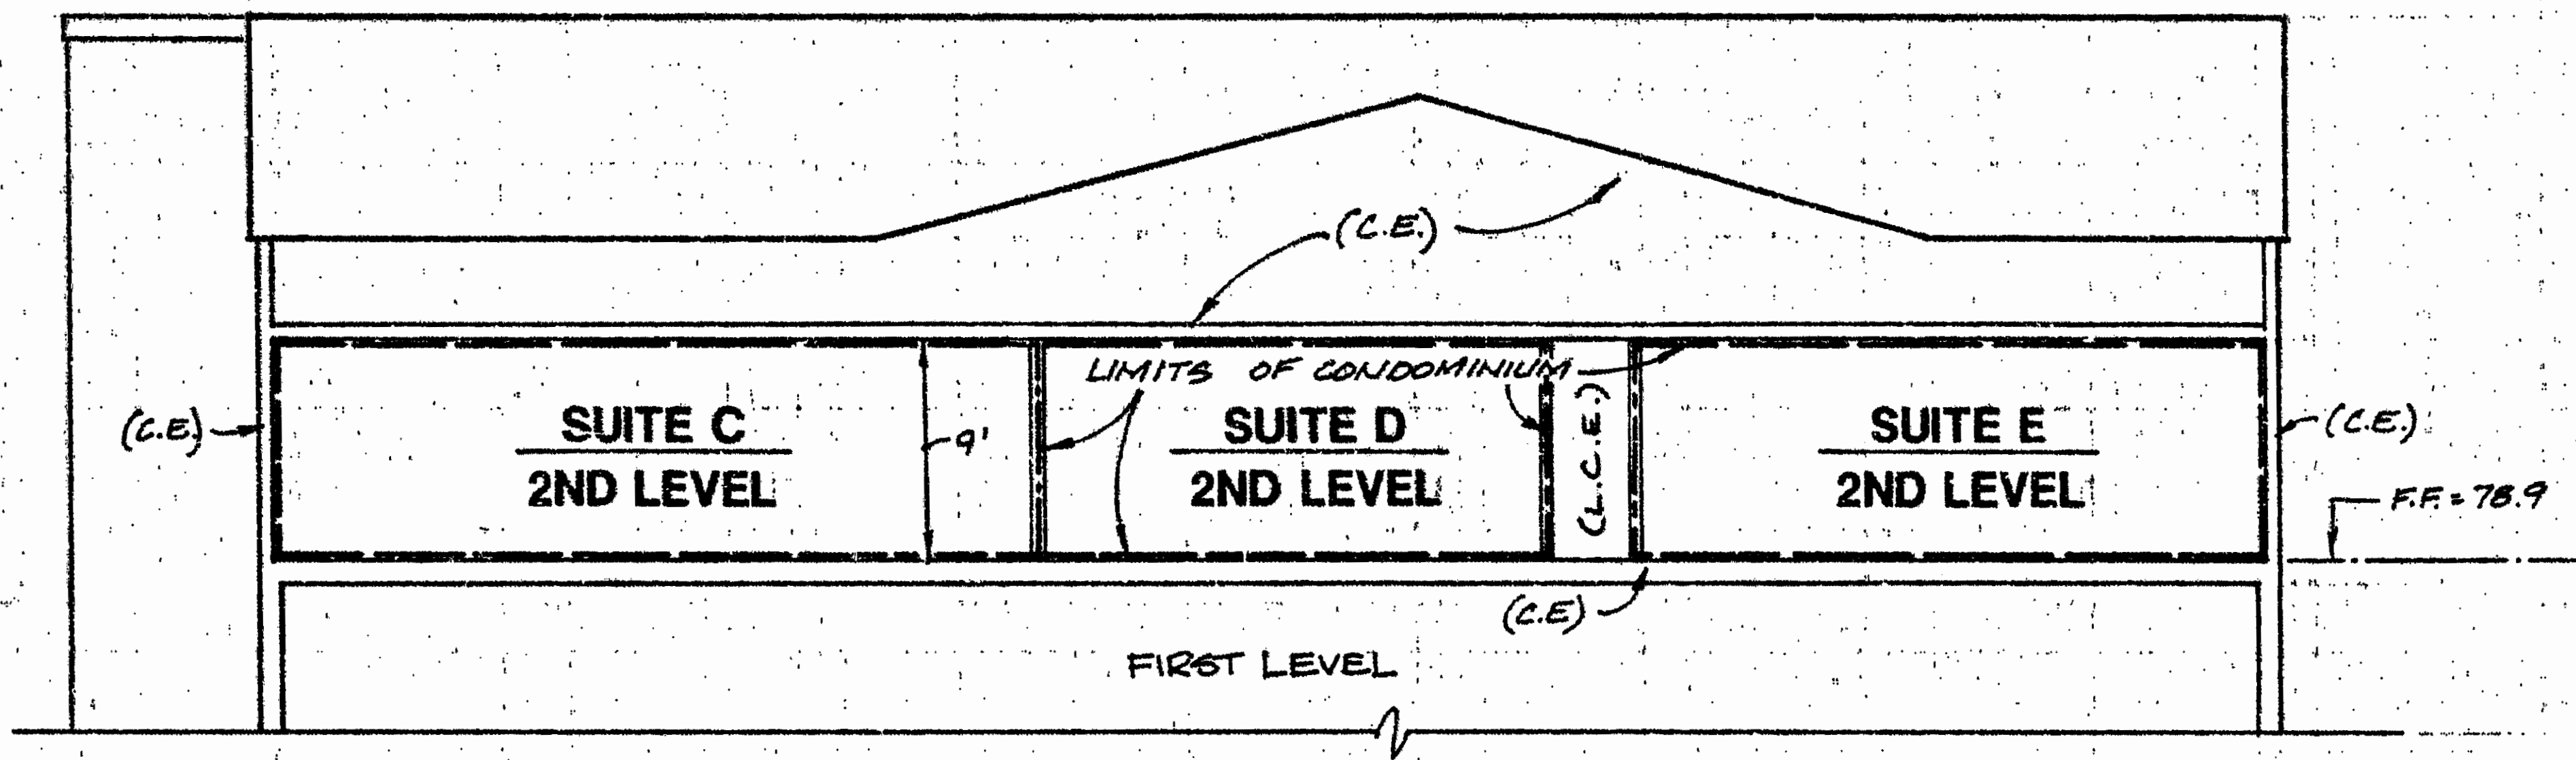 (C.E.)
LIMITS OF CONDOMINIUM
SUITE C
2ND LEVEL
9'
SUITE D
2ND LEVEL
(L.C.E.)
SUITE E
2ND LEVEL
(C.E.)
(C.E.)
F.F. = 78.9
(C.E)
FIRST LEVEL